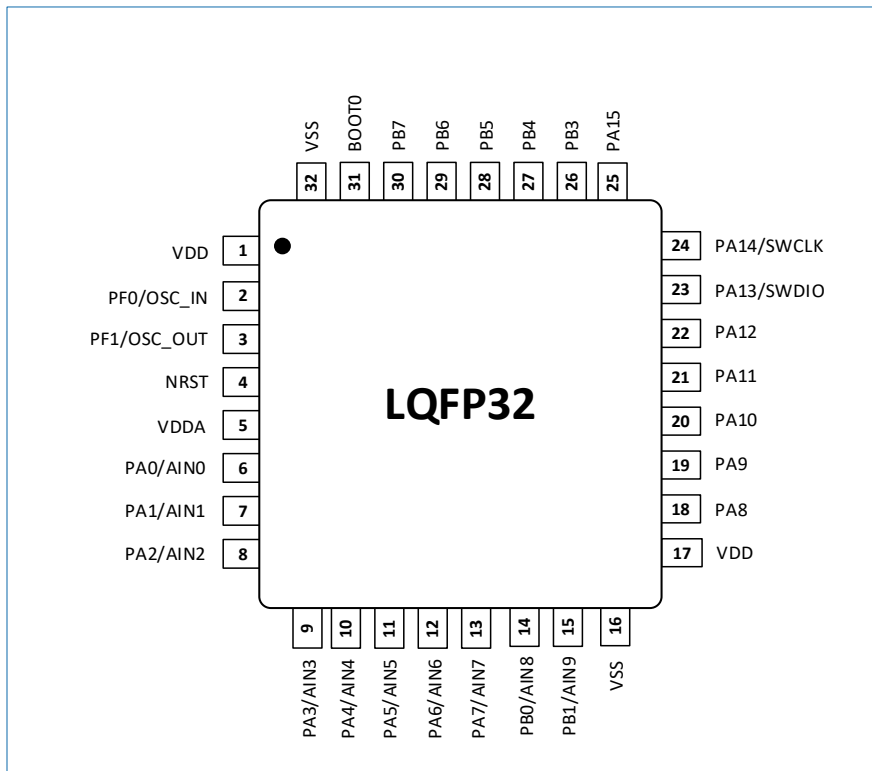 VSS
BOOT0
PB7
PB6
PB5
PB4
PB3
PA15
32
31
30
29
28
27
26
25
VDD 1
PF0/OSC_IN 2
PF1/OSC_OUT 3
NRST 4
VDDA 5
PA0/AIN0 6
PA1/AIN1 7
PA2/AIN2 8
LQFP32
24 PA14/SWCLK
23 PA13/SWDIO
22 PA12
21 PA11
20 PA10
19 PA9
18 PA8
17 VDD
9
10
11
12
13
14
15
16
PA3/AIN3
PA4/AIN4
PA5/AIN5
PA6/AIN6
PA7/AIN7
PB0/AIN8
PB1/AIN9
VSS